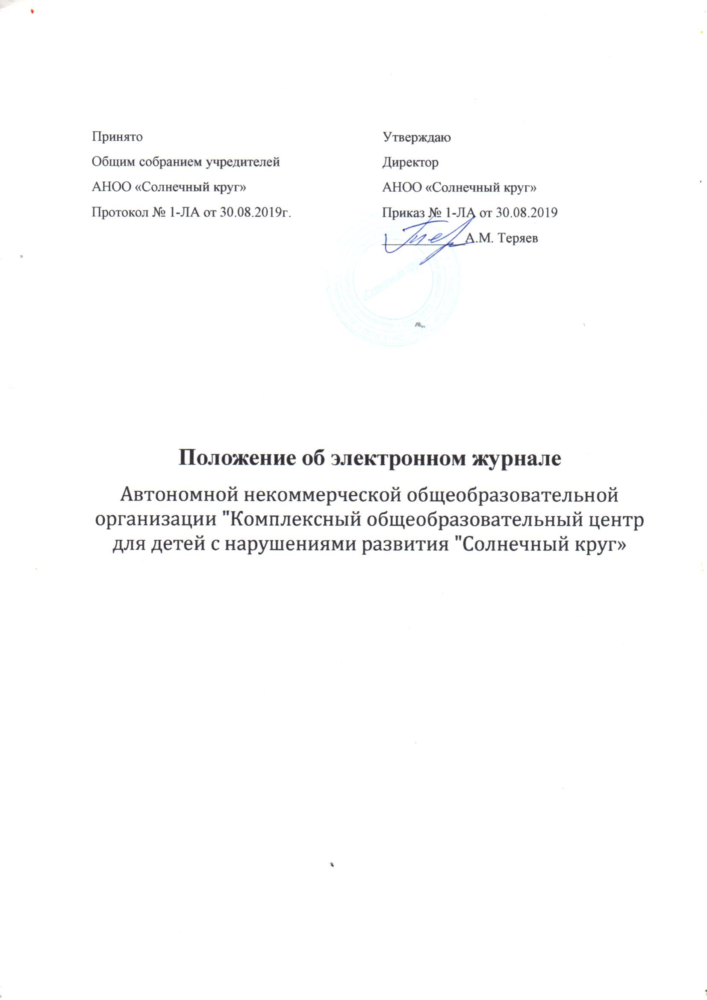 Принято
Общим собранием учредителей
АНОО «Солнечный круг»
Протокол № 1-ЛА от 30.08.2019г.
Утверждаю
Директор
АНОО «Солнечный круг»
Приказ № 1-ЛА от 30.08.2019
А.М. Теряев
«Солнечный круг»
Положение об электронном журнале
Автономной некоммерческой общеобразовательной
организации "Комплексный общеобразовательный центр
для детей с нарушениями развития "Солнечный круг»